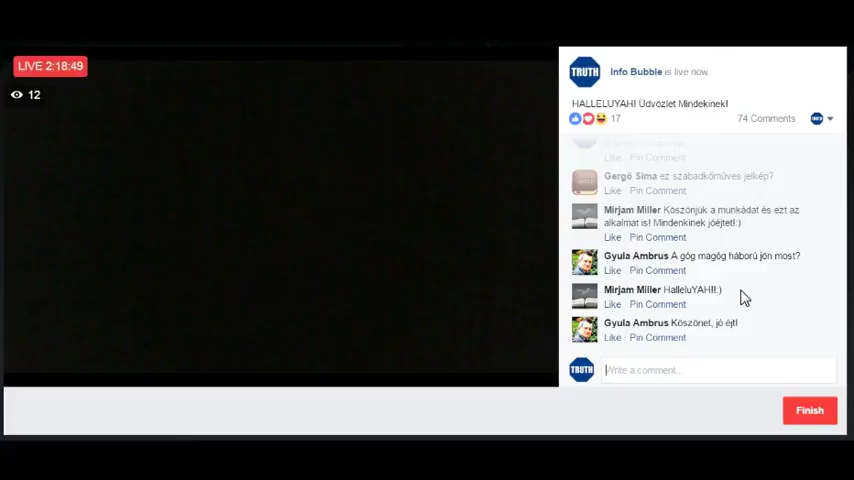 LIVE 2:18:49
12
TRUTH
Info Bubble is live now.
HALLELUYAH! Üdvözlet Mindekinek!
17
74 Comments
TRUTH
Like · Pin Comment
Gergö Sima ez szabadkőműves jelkép?
Like · Pin Comment
Mirjam Miller Köszönjük a munkádat és ezt az
alkalmat is! Mindenkinek jóéjtet!:)
Like · Pin Comment
Gyula Ambrus A góg magóg háború jön most?
Like · Pin Comment
Mirjam Miller HalleluYAH!!:)
Like · Pin Comment
Gyula Ambrus Köszönet, jó éjt!
Like · Pin Comment
TRUTH
Write a comment...
Finish